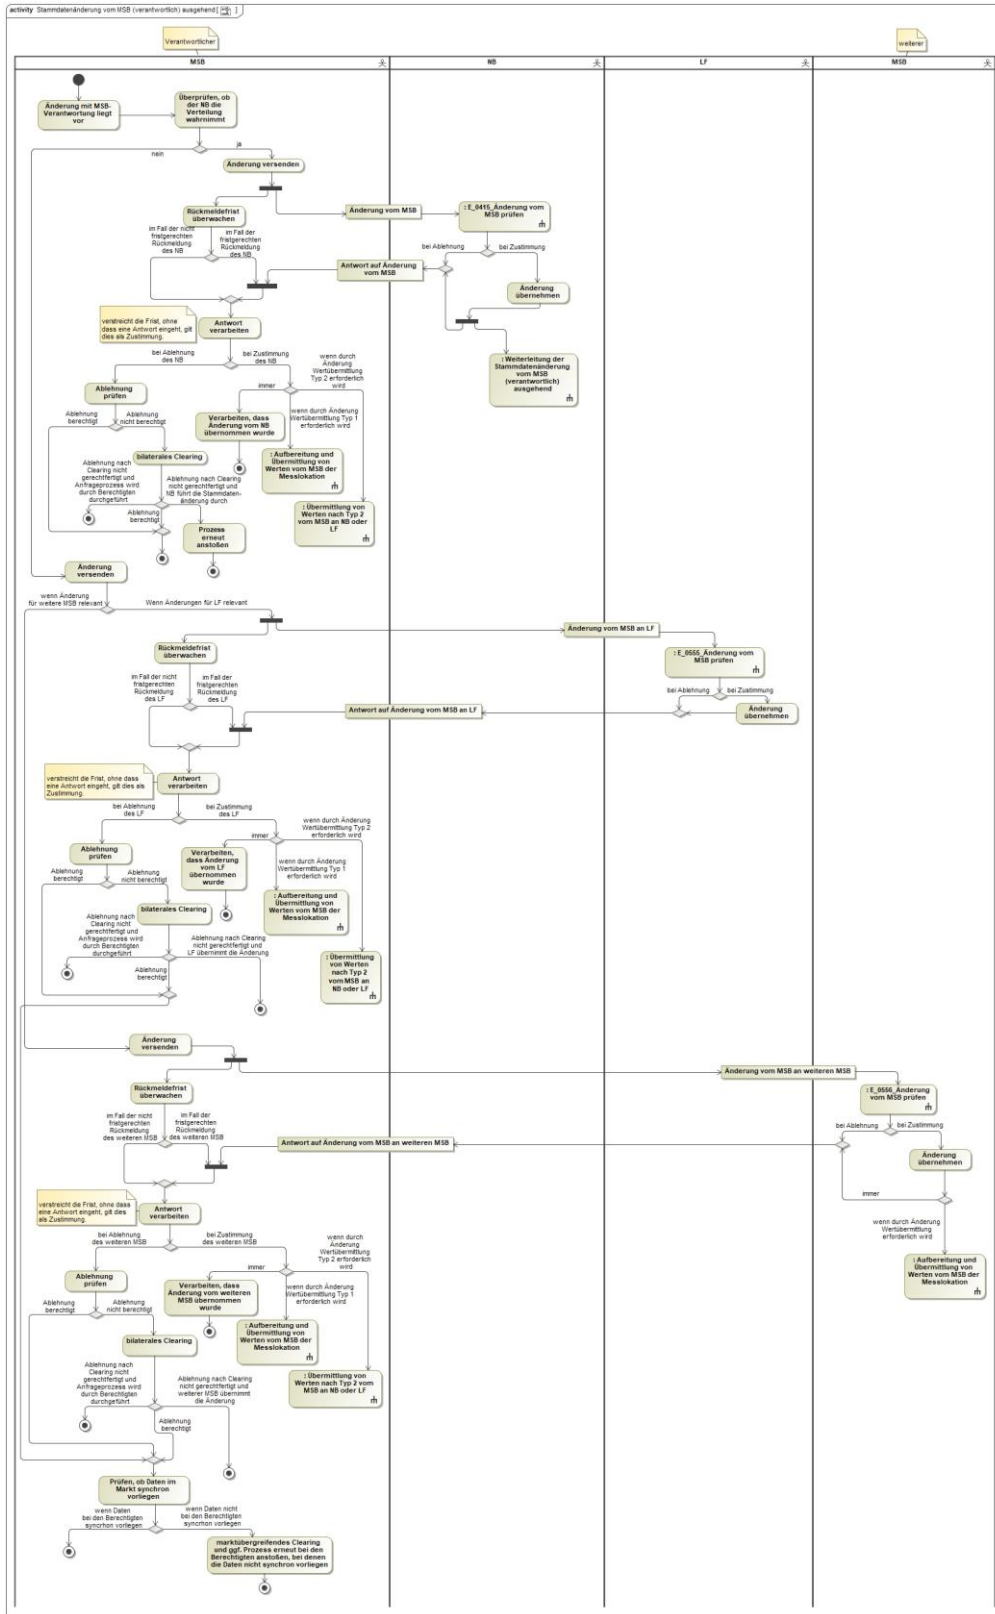 activity Stammdatenänderung vom MSB (verantwortlich) ausgehend[ ]
Verantwortlicher
weiterer
MSB
NB
LF
MSB
Änderung mit MSB-
Verantwortung liegt
vor
Überprüfen, ob
der NB die
Verteilung
wahrnimmt
nein
ja
Änderung versenden
Rückmeldefrist
überwachen
Änderung vom MSB
: E_0415_Änderung vom
MSB prüfen
im Fall der nicht
fristgerechten
Rückmeldung
des NB
im Fall der
fristgerechten
Rückmeldung
des NB
bei Ablehnung
bei Zustimmung
Antwort auf Änderung
vom MSB
Änderung
übernehmen
verstreicht die Frist, ohne
dass eine Antwort eingeht, gilt
dies als Zustimmung.
Antwort
verarbeiten
: Weiterleitung der
Stammdatenänderung
vom MSB
(verantwortlich)
ausgehend
bei Ablehnung
des NB
bei Zustimmung
des NB
wenn durch
Änderung
Wertübermittlung
Typ 2 erforderlich
wird
immer
Ablehnung
prüfen
Ablehnung
berechtigt
Ablehnung
nicht berechtigt
Verarbeiten, dass
Änderung vom NB
übernommen wurde
wenn durch Änderung
Wertübermittlung Typ 1
erforderlich wird
bilaterales Clearing
: Aufbereitung und
Übermittlung von
Werten vom MSB der
Messlokation
Ablehnung nach
Clearing nicht
gerechtfertigt und
Anfrageprozess wird
durch Berechtigten
durchgeführt
Ablehnung nach Clearing
nicht gerechtfertigt und
NB führt die Stammdaten-
änderung durch
Ablehnung
berechtigt
: Übermittlung von
Werten nach Typ 2
vom MSB an NB oder
LF
Prozess
erneut
anstoßen
Änderung
versenden
wenn Änderung
für weitere MSB relevant
Wenn Änderungen für LF relevant
Änderung vom MSB an LF
Rückmeldefrist
überwachen
: E_0555_Änderung vom
MSB prüfen
im Fall der nicht
fristgerechten
Rückmeldung
des LF
im Fall der
fristgerechten
Rückmeldung
des LF
bei Ablehnung
bei Zustimmung
Antwort auf Änderung vom MSB an LF
Änderung
übernehmen
verstreicht die Frist, ohne dass
eine Antwort eingeht, gilt dies als
Zustimmung.
Antwort
verarbeiten
bei Ablehnung
des LF
bei Zustimmung
des LF
wenn durch Änderung
Wertübermittlung Typ 2
erforderlich wird
immer
Ablehnung
prüfen
Ablehnung
berechtigt
Ablehnung
nicht berechtigt
Verarbeiten,
dass Änderung
vom LF
übernommen
wurde
wenn durch Änderung
Wertübermittlung Typ 1
erforderlich wird
bilaterales Clearing
: Aufbereitung und
Übermittlung von
Werten vom MSB der
Messlokation
Ablehnung nach
Clearing nicht
gerechtfertigt und
Anfrageprozess wird
durch Berechtigten
durchgeführt
Ablehnung nach Clearing
nicht gerechtfertigt und
LF übernimmt die Änderung
Ablehnung
berechtigt
: Übermittlung
von Werten
nach Typ 2
vom MSB an
NB oder LF
Änderung
versenden
Änderung vom MSB an weiteren MSB
Rückmeldefrist
überwachen
: E_0556_Änderung
vom MSB prüfen
im Fall der nicht
fristgerechten
Rückmeldung
des weiteren MSB
im Fall der
fristgerechten
Rückmeldung
des weiteren MSB
bei Ablehnung
bei Zustimmung
Antwort auf Änderung vom MSB an weiteren MSB
Änderung
übernehmen
immer
verstreicht die Frist, ohne dass
eine Antwort eingeht, gilt dies
als Zustimmung.
Antwort
verarbeiten
wenn durch Änderung
Wertübermittlung
erforderlich wird
bei Ablehnung
des weiteren MSB
bei Zustimmung
des weiteren MSB
wenn durch
Änderung
Wertübermittlung
Typ 2 erforderlich
wird
immer
: Aufbereitung und
Übermittlung von
Werten vom MSB der
Messlokation
Ablehnung
prüfen
Ablehnung
berechtigt
Ablehnung
nicht berechtigt
Verarbeiten, dass
Änderung vom weiteren
MSB übernommen
wurde
wenn durch Änderung
Wertübermittlung Typ 1
erforderlich wird
bilaterales Clearing
: Aufbereitung und
Übermittlung von
Werten vom MSB der
Messlokation
Ablehnung nach
Clearing nicht
gerechtfertigt und
Anfrageprozess wird
durch Berechtigten
durchgeführt
Ablehnung nach Clearing
nicht gerechtfertigt und
weiterer MSB übernimmt
die Änderung
: Übermittlung von
Werten nach Typ 2 vom
MSB an NB oder LF
Ablehnung
berechtigt
Prüfen, ob Daten im
Markt synchron
vorliegen
wenn Daten
bei den Berechtigten
syncrhon vorliegen
wenn Daten nicht
bei den Berechtigten
synchron vorliegen
marktübergreifendes Clearing
und ggf. Prozess erneut bei den
Berechtigten anstoßen, bei denen
die Daten nicht synchron vorliegen